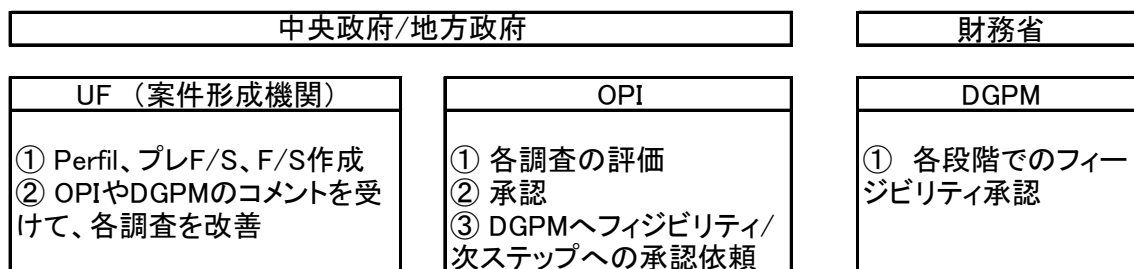 中央政府/地方政府
財務省
UF （案件形成機関）
① Perfil、プレF/S、F/S作成
② OPIやDGPMのコメントを受
けて、各調査を改善
OPI
① 各調査の評価
② 承認
③ DGPMへフィジビリティ/
次ステップへの承認依頼
DGPM
①　各段階でのフィー
ジビリティ承認